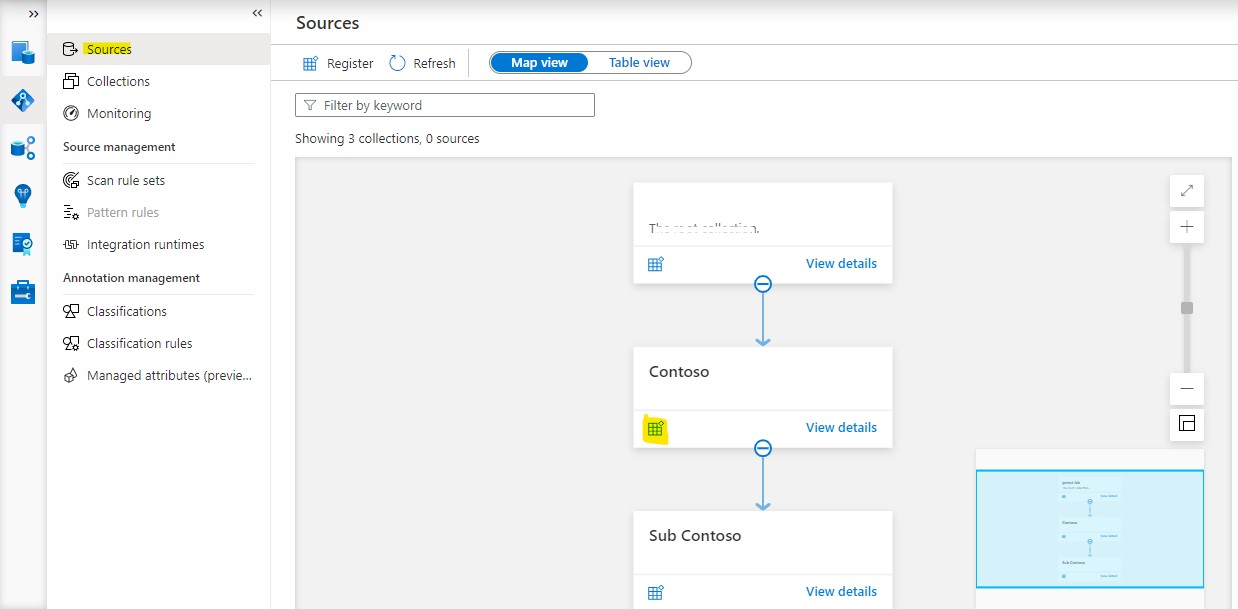 Sources
Collections
Monitoring
Source management
Scan rule sets
Pattern rules
Integration runtimes
Annotation management
Classifications
Classification rules
Managed attributes (previe...
Sources
Register
Refresh
Map view
Table view
Filter by keyword
Showing 3 collections, 0 sources
The root collection.
View details
Contoso
View details
Sub Contoso
View details